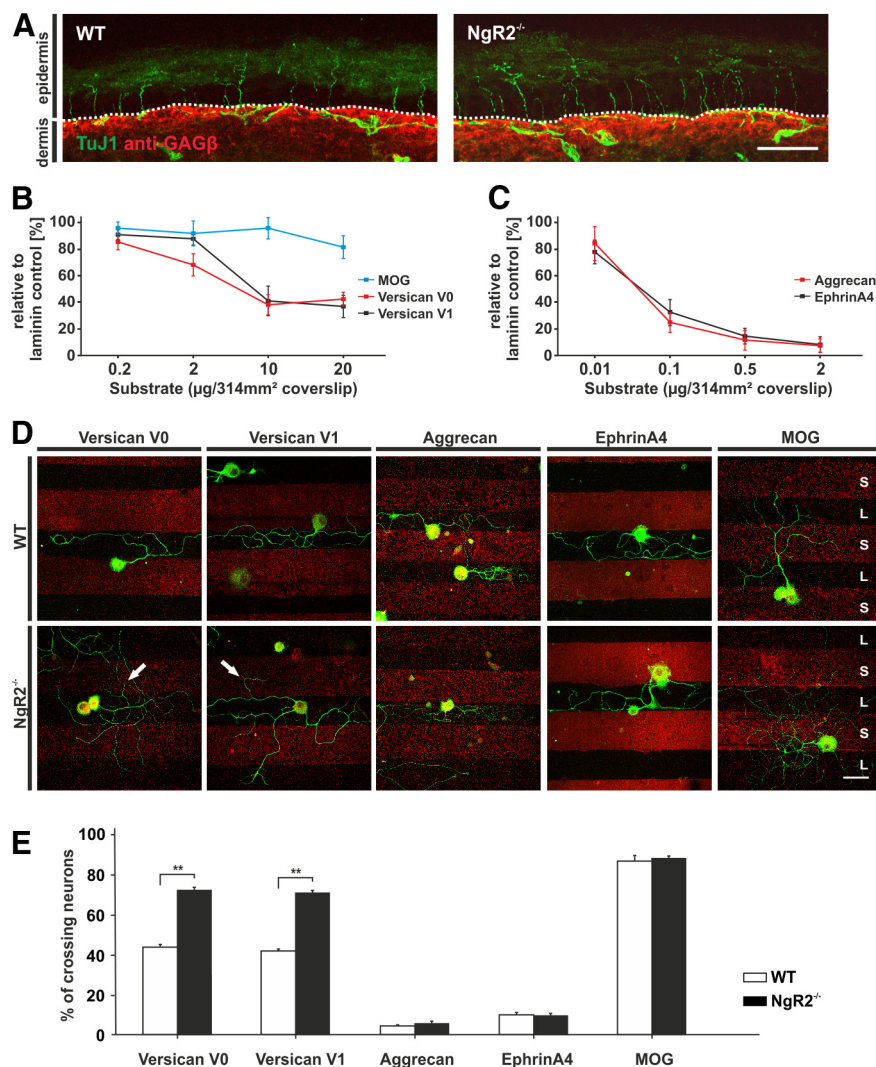 A
WT
NgR2-/-
epidermis
dermis
TuJ1 anti-GAGβ
B
relative to
laminin control [%]
100
80
60
40
20
0
0.2 2 10 20
Substrate (µg/314mm² coverslip)
MOG
Versican V0
Versican V1
C
relative to
laminin control [%]
100
80
60
40
20
0
0.01 0.1 0.5 2
Substrate (µg/314mm² coverslip)
Aggrecan
EphrinA4
D
Versican V0 Versican V1 Aggrecan EphrinA4 MOG
WT
S
L
S
L
S
NgR2-/-
L
S
L
S
L
E
% of crossing neurons
100
80
60
40
20
0
**
**
WT
NgR2-/-
Versican V0 Versican V1 Aggrecan EphrinA4 MOG